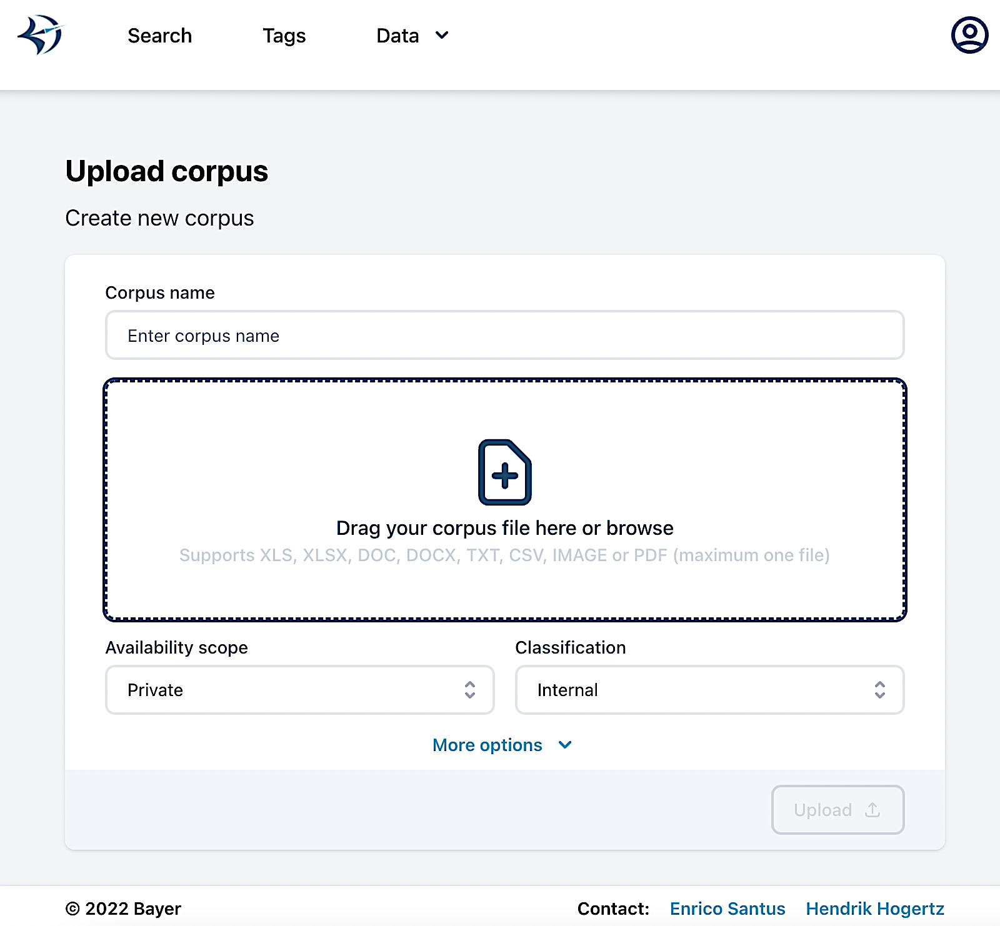 Search Tags Data
Upload corpus
Create new corpus
Corpus name
Enter corpus name
Drag your corpus file here or browse
Supports XLS, XLSX, DOC, DOCX, TXT, CSV, IMAGE or PDF (maximum one file)
Availability scope Classification
Private Internal
More options
Upload
© 2022 Bayer Contact: Enrico Santus Hendrik Hogertz